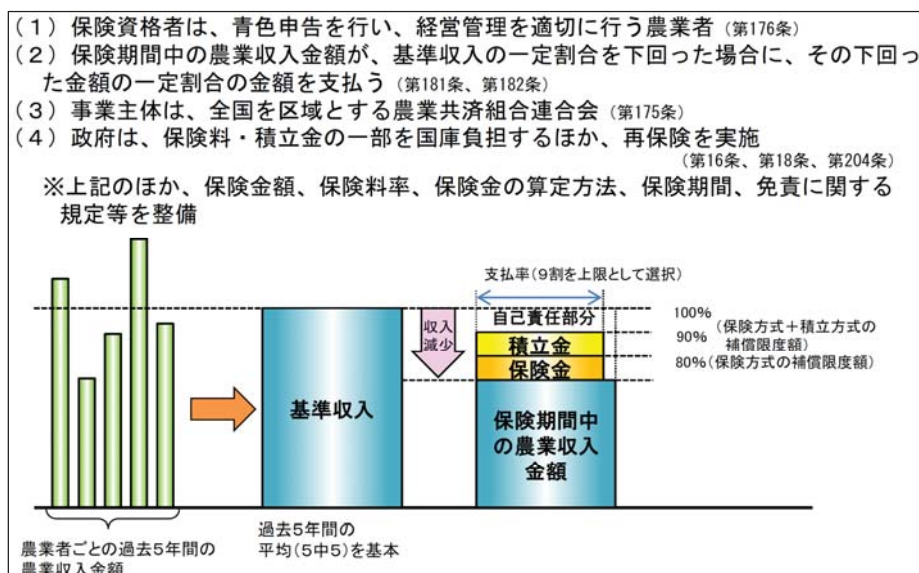 (1) 保険資格者は、青色申告を行い、経営管理を適切に行う農業者 (第176条)
(2) 保険期間中の農業収入金額が、基準収入の一定割合を下回った場合に、その下回っ
た金額の一定割合の金額を支払う (第181条、第182条)
(3) 事業主体は、全国を区域とする農業共済組合連合会 (第175条)
(4) 政府は、保険料・積立金の一部を国庫負担するほか、再保険を実施
(第16条、第18条、第204条)
※上記のほか、保険金額、保険料率、保険金の算定方法、保険期間、免責に関する
規定等を整備
支払率(9割を上限として選択)
収入
減少
自己責任部分
積立金
保険金
100%
90%
(保険方式+積立方式の
補償限度額)
80%(保険方式の補償限度額)
基準収入
保険期間中
の農業収入
金額
農業者ごとの過去5年間の
農業収入金額
過去5年間の
平均(5中5)を基本